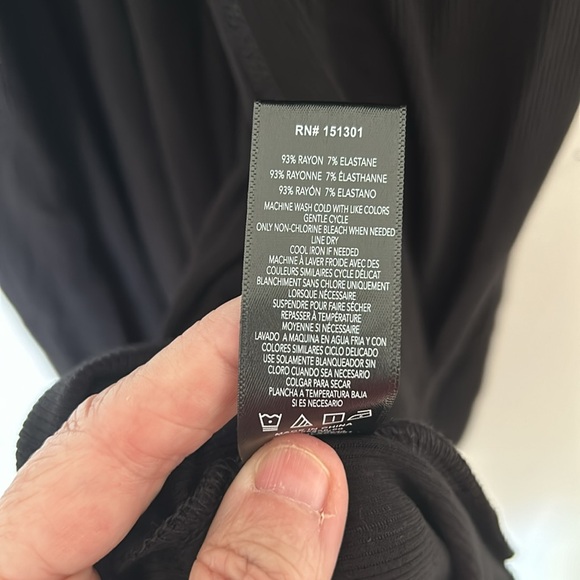 RN# 151301
93% RAYON 7% ELASTANE
93% RAYONNE 7% ÉLASTHANNE
93% RAYÓN 7% ELASTANO
MACHINE WASH COLD WITH LIKE COLORS
GENTLE CYCLE
ONLY NON-CHLORINE BLEACH WHEN NEEDED
LINE DRY
COOL IRON IF NEEDED
MACHINE À LAVER FROIDE AVEC DES
COULEURS SIMILAIRES CYCLE DÉLICAT
BLANCHIMENT SANS CHLORE UNIQUEMENT
LORSQUE NÉCESSAIRE
SUSPENDRE POUR FAIRE SÉCHER
REPASSER À TEMPÉRATURE
MOYENNE SI NÉCESSAIRE
LAVADO A MAQUINA EN AGUA FRIA Y CON
COLORES SIMILARES CICLO DELICADO
USE SOLAMENTE BLANQUEADOR SIN
CLORO CUANDO SEA NECESARIO
COLGAR PARA SECAR
PLANCHA A TEMPERATURA BAJA
SI ES NECESARIO
MADE IN CHINA